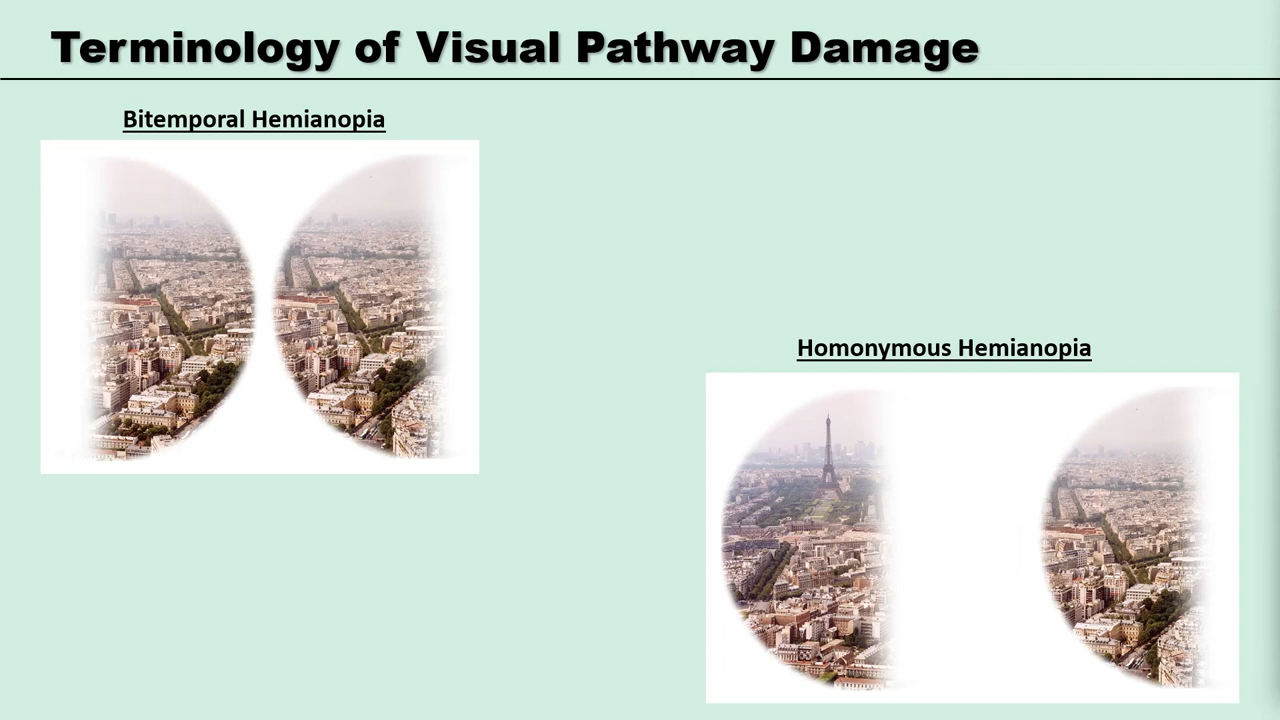 Terminology of Visual Pathway Damage
Bitemporal Hemianopia
Homonymous Hemianopia